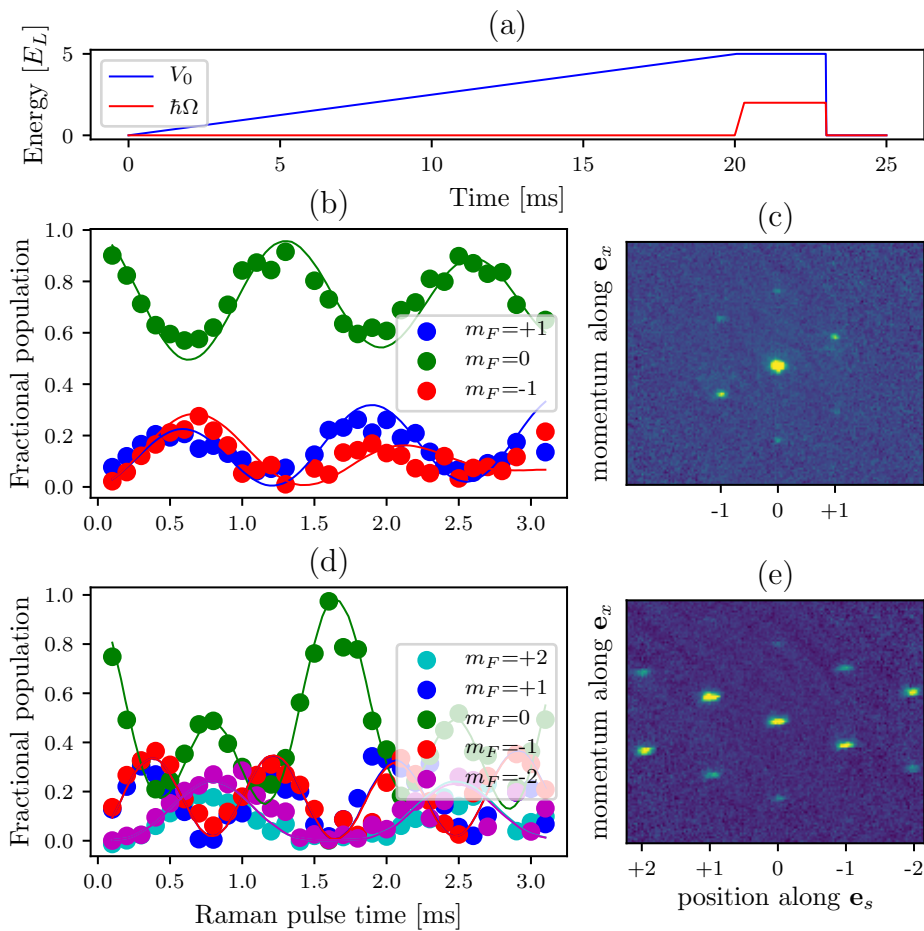 (a)
Energy [E_L]
5
0
V_0
ħΩ
0 5 10 15 20 25
Time [ms]
(b)
Fractional population
1.0
0.8
0.6
0.4
0.2
0.0
m_F=+1
m_F=0
m_F=-1
0.0 0.5 1.0 1.5 2.0 2.5 3.0
(c)
momentum along e_x
-1 0 +1
(d)
Fractional population
1.0
0.8
0.6
0.4
0.2
0.0
m_F=+2
m_F=+1
m_F=0
m_F=-1
m_F=-2
0.0 0.5 1.0 1.5 2.0 2.5 3.0
Raman pulse time [ms]
(e)
momentum along e_x
+2 +1 0 -1 -2
position along e_s